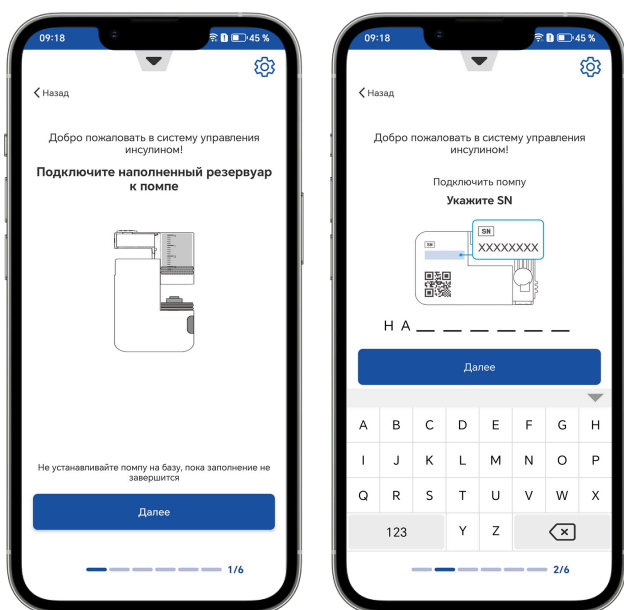 09:18
45 %
Назад
Добро пожаловать в систему управления
инсулином!
Подключите наполненный резервуар
к помпе
Не устанавливайте помпу на базу, пока заполнение не
завершится
Далее
1/6
09:18
45 %
Назад
Добро пожаловать в систему управления
инсулином!
Подключить помпу
Укажите SN
SN
XXXXXXXX
SN
H A _ _ _ _ _ _
Далее
A B C D E F G H
I J K L M N O P
Q R S T U V W X
123 Y Z
2/6